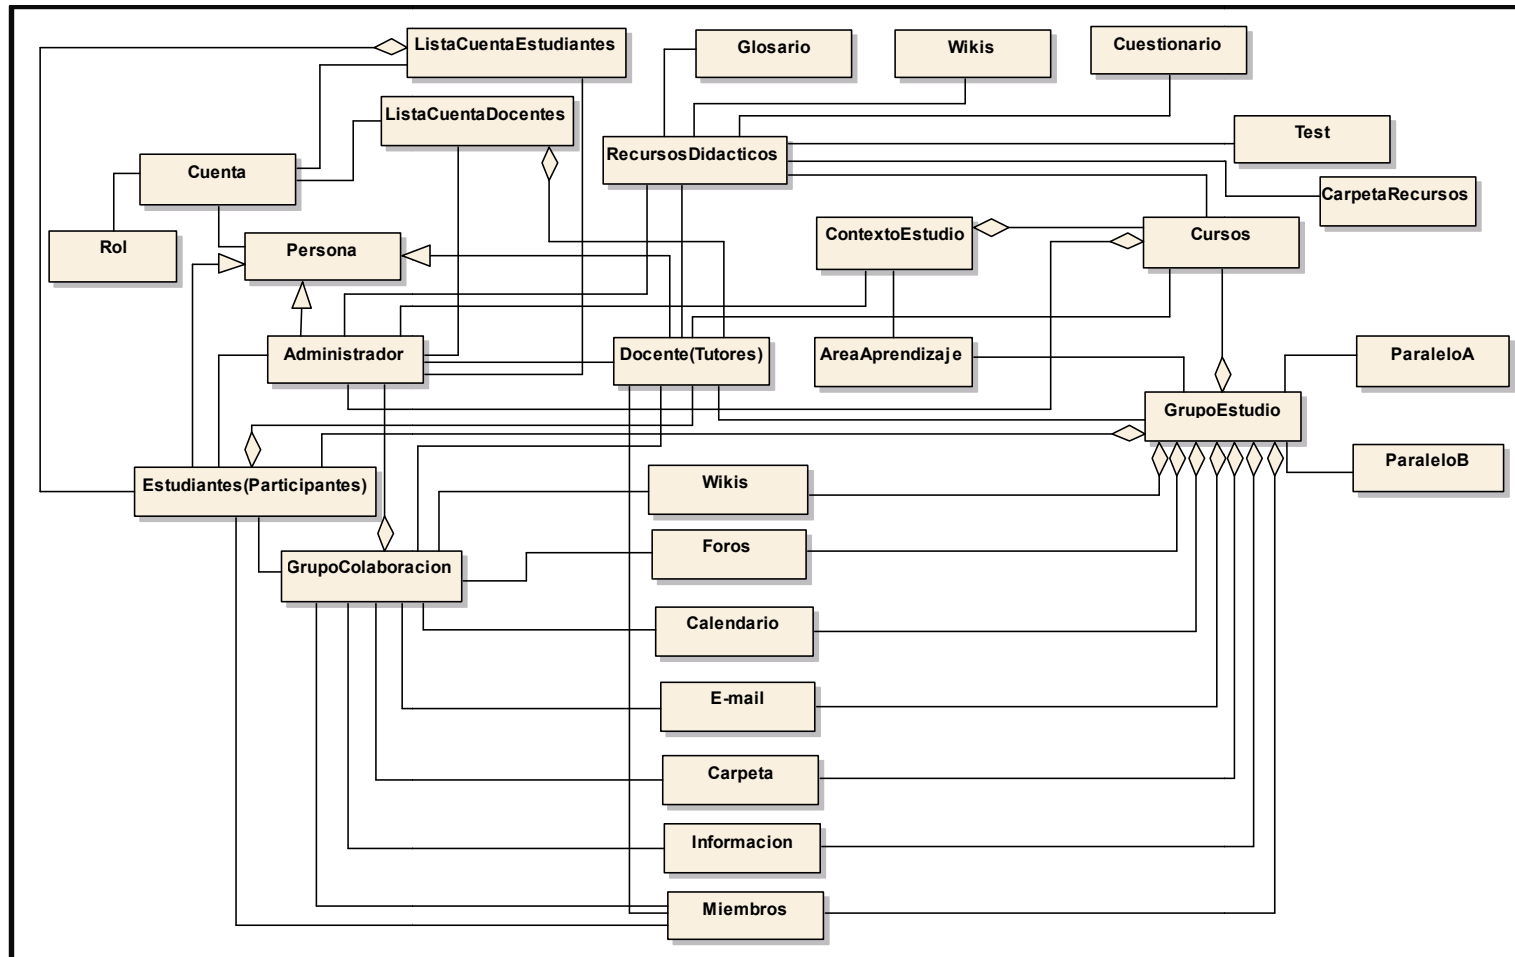 ListaCuentaEstudiantes
Glosario
Wikis
Cuestionario
ListaCuentaDocentes
Test
RecursosDidacticos
Cuenta
CarpetaRecursos
ContextoEstudio
Cursos
Rol
Persona
Administrador
Docente(Tutores)
AreaAprendizaje
ParaleloA
GrupoEstudio
ParaleloB
Estudiantes(Participantes)
Wikis
Foros
GrupoColaboracion
Calendario
E-mail
Carpeta
Informacion
Miembros